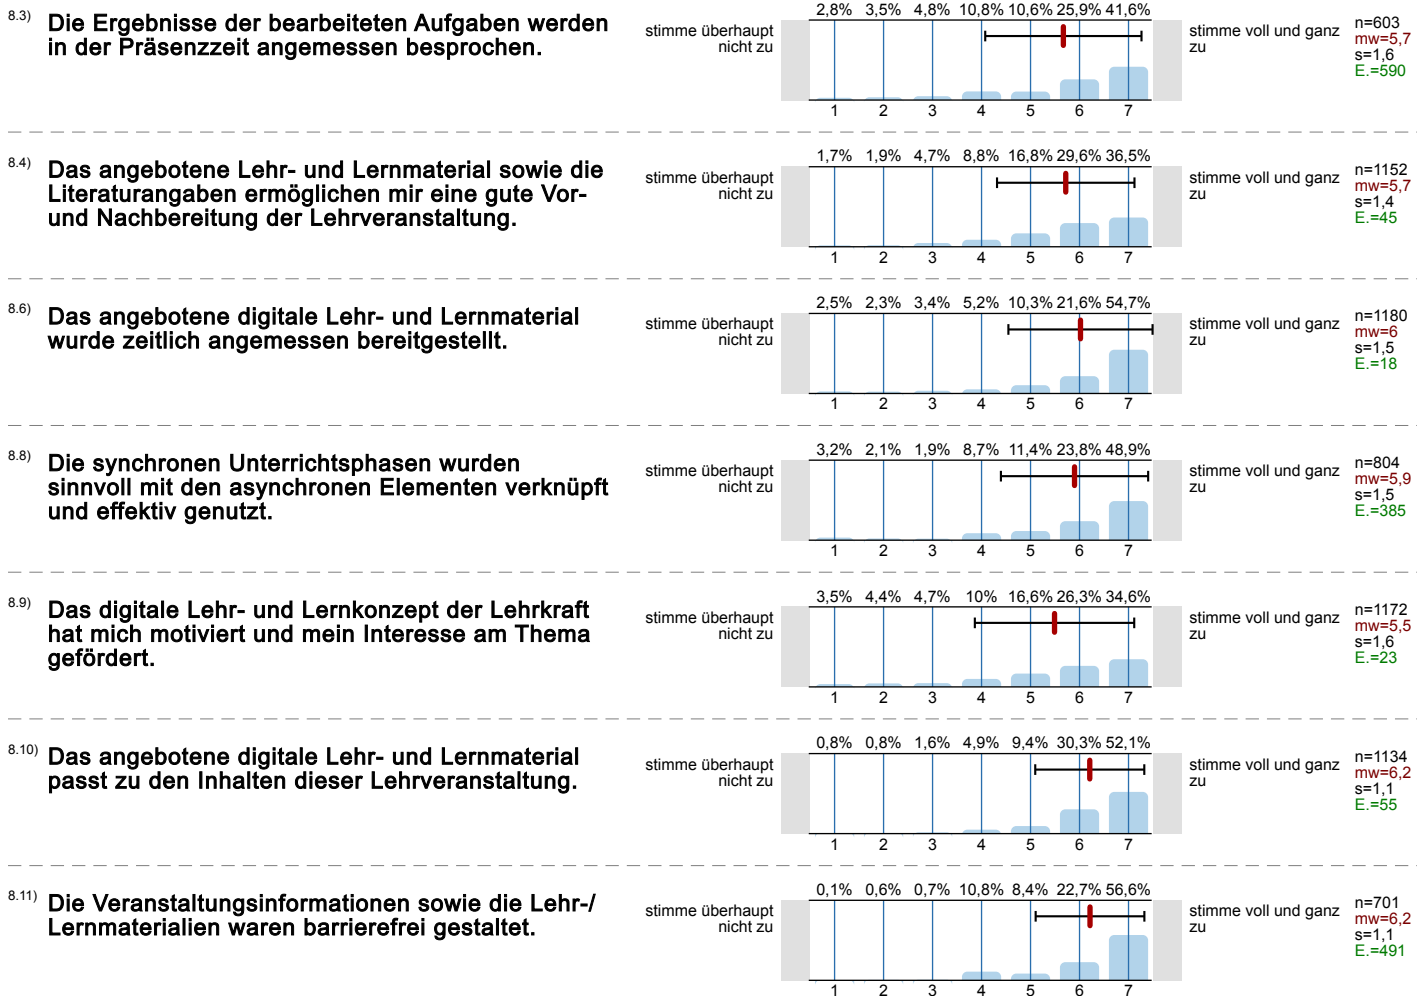 8.3) Die Ergebnisse der bearbeiteten Aufgaben werden
in der Präsenzzeit angemessen besprochen.
stimme überhaupt
nicht zu
2,8% 3,5% 4,8% 10,8% 10,6% 25,9% 41,6%
1 2 3 4 5 6 7
stimme voll und ganz
zu
n=603
mw=5,7
s=1,6
E.=590
8.4) Das angebotene Lehr- und Lernmaterial sowie die
Literaturangaben ermöglichen mir eine gute Vor-
und Nachbereitung der Lehrveranstaltung.
stimme überhaupt
nicht zu
1,7% 1,9% 4,7% 8,8% 16,8% 29,6% 36,5%
1 2 3 4 5 6 7
stimme voll und ganz
zu
n=1152
mw=5,7
s=1,4
E.=45
8.6) Das angebotene digitale Lehr- und Lernmaterial
wurde zeitlich angemessen bereitgestellt.
stimme überhaupt
nicht zu
2,5% 2,3% 3,4% 5,2% 10,3% 21,6% 54,7%
1 2 3 4 5 6 7
stimme voll und ganz
zu
n=1180
mw=6
s=1,5
E.=18
8.8) Die synchronen Unterrichtsphasen wurden
sinnvoll mit den asynchronen Elementen verknüpft
und effektiv genutzt.
stimme überhaupt
nicht zu
3,2% 2,1% 1,9% 8,7% 11,4% 23,8% 48,9%
1 2 3 4 5 6 7
stimme voll und ganz
zu
n=804
mw=5,9
s=1,5
E.=385
8.9) Das digitale Lehr- und Lernkonzept der Lehrkraft
hat mich motiviert und mein Interesse am Thema
gefördert.
stimme überhaupt
nicht zu
3,5% 4,4% 4,7% 10% 16,6% 26,3% 34,6%
1 2 3 4 5 6 7
stimme voll und ganz
zu
n=1172
mw=5,5
s=1,6
E.=23
8.10) Das angebotene digitale Lehr- und Lernmaterial
passt zu den Inhalten dieser Lehrveranstaltung.
stimme überhaupt
nicht zu
0,8% 0,8% 1,6% 4,9% 9,4% 30,3% 52,1%
1 2 3 4 5 6 7
stimme voll und ganz
zu
n=1134
mw=6,2
s=1,1
E.=55
8.11) Die Veranstaltungsinformationen sowie die Lehr-/
Lernmaterialien waren barrierefrei gestaltet.
stimme überhaupt
nicht zu
0,1% 0,6% 0,7% 10,8% 8,4% 22,7% 56,6%
1 2 3 4 5 6 7
stimme voll und ganz
zu
n=701
mw=6,2
s=1,1
E.=491